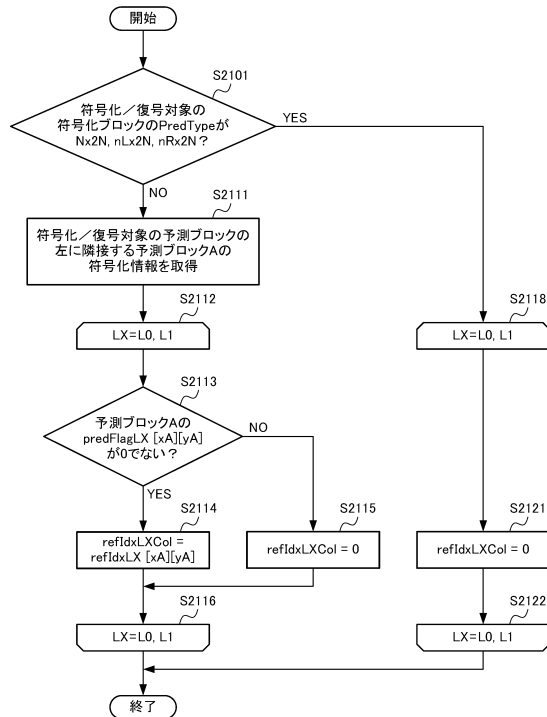 開始
S2101
符号化／復号対象の
符号化ブロックのPredTypeが
Nx2N, nLx2N, nRx2N？
YES
NO
S2111
符号化／復号対象の予測ブロックの
左に隣接する予測ブロックAの
符号化情報を取得
S2112
LX=L0, L1
S2118
LX=L0, L1
S2113
予測ブロックAの
predFlagLX [xA][yA]
が0でない？
NO
YES
S2114
refIdxLXCol =
refIdxLX [xA][yA]
S2115
refIdxLXCol = 0
S2121
refIdxLXCol = 0
S2116
LX=L0, L1
S2122
LX=L0, L1
終了